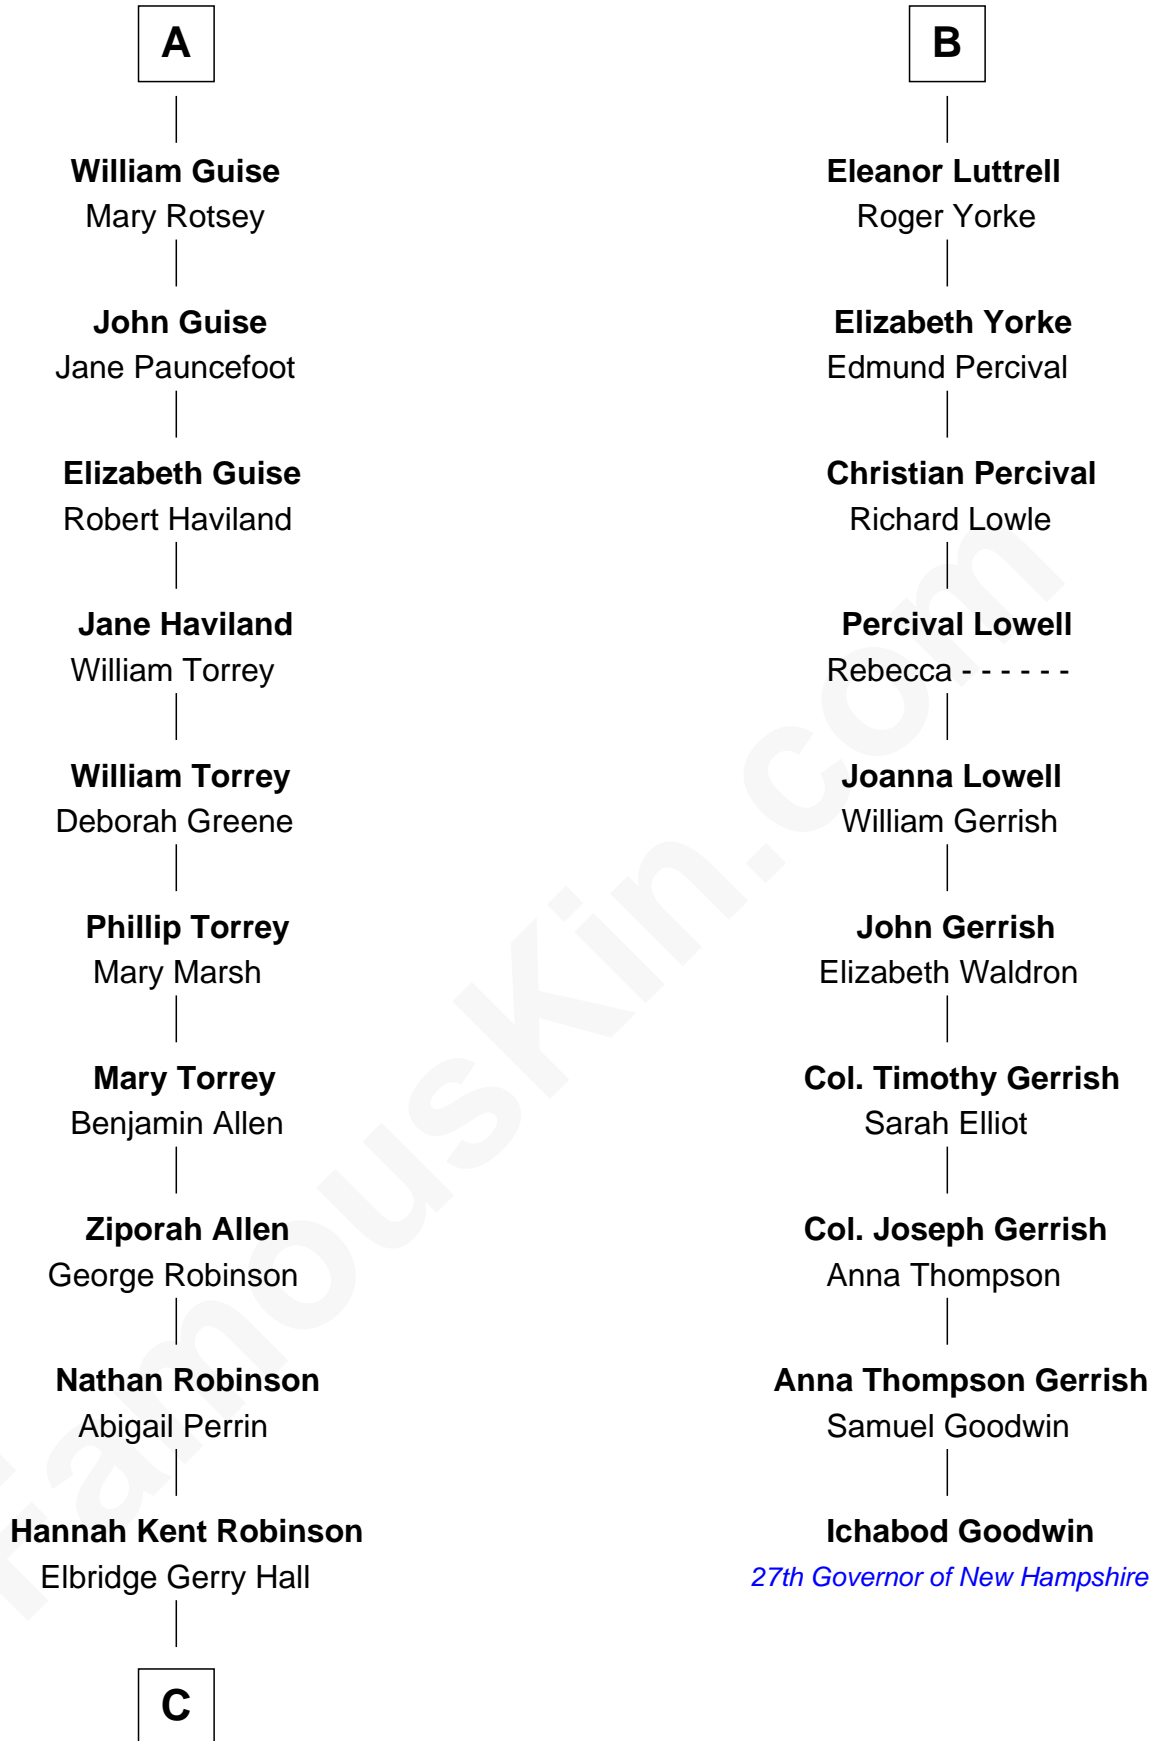 A
William Guise
Mary Rotsey
John Guise
Jane Pauncefoot
Elizabeth Guise
Robert Haviland
Jane Haviland
William Torrey
William Torrey
Deborah Greene
Phillip Torrey
Mary Marsh
Mary Torrey
Benjamin Allen
Ziporah Allen
George Robinson
Nathan Robinson
Abigail Perrin
Hannah Kent Robinson
Elbridge Gerry Hall
C
B
Eleanor Luttrell
Roger Yorke
Elizabeth Yorke
Edmund Percival
Christian Percival
Richard Lowle
Percival Lowell
Rebecca - - - - - -
Joanna Lowell
William Gerrish
John Gerrish
Elizabeth Waldron
Col. Timothy Gerrish
Sarah Elliot
Col. Joseph Gerrish
Anna Thompson
Anna Thompson Gerrish
Samuel Goodwin
Ichabod Goodwin
27th Governor of New Hampshire
FamousKin.com